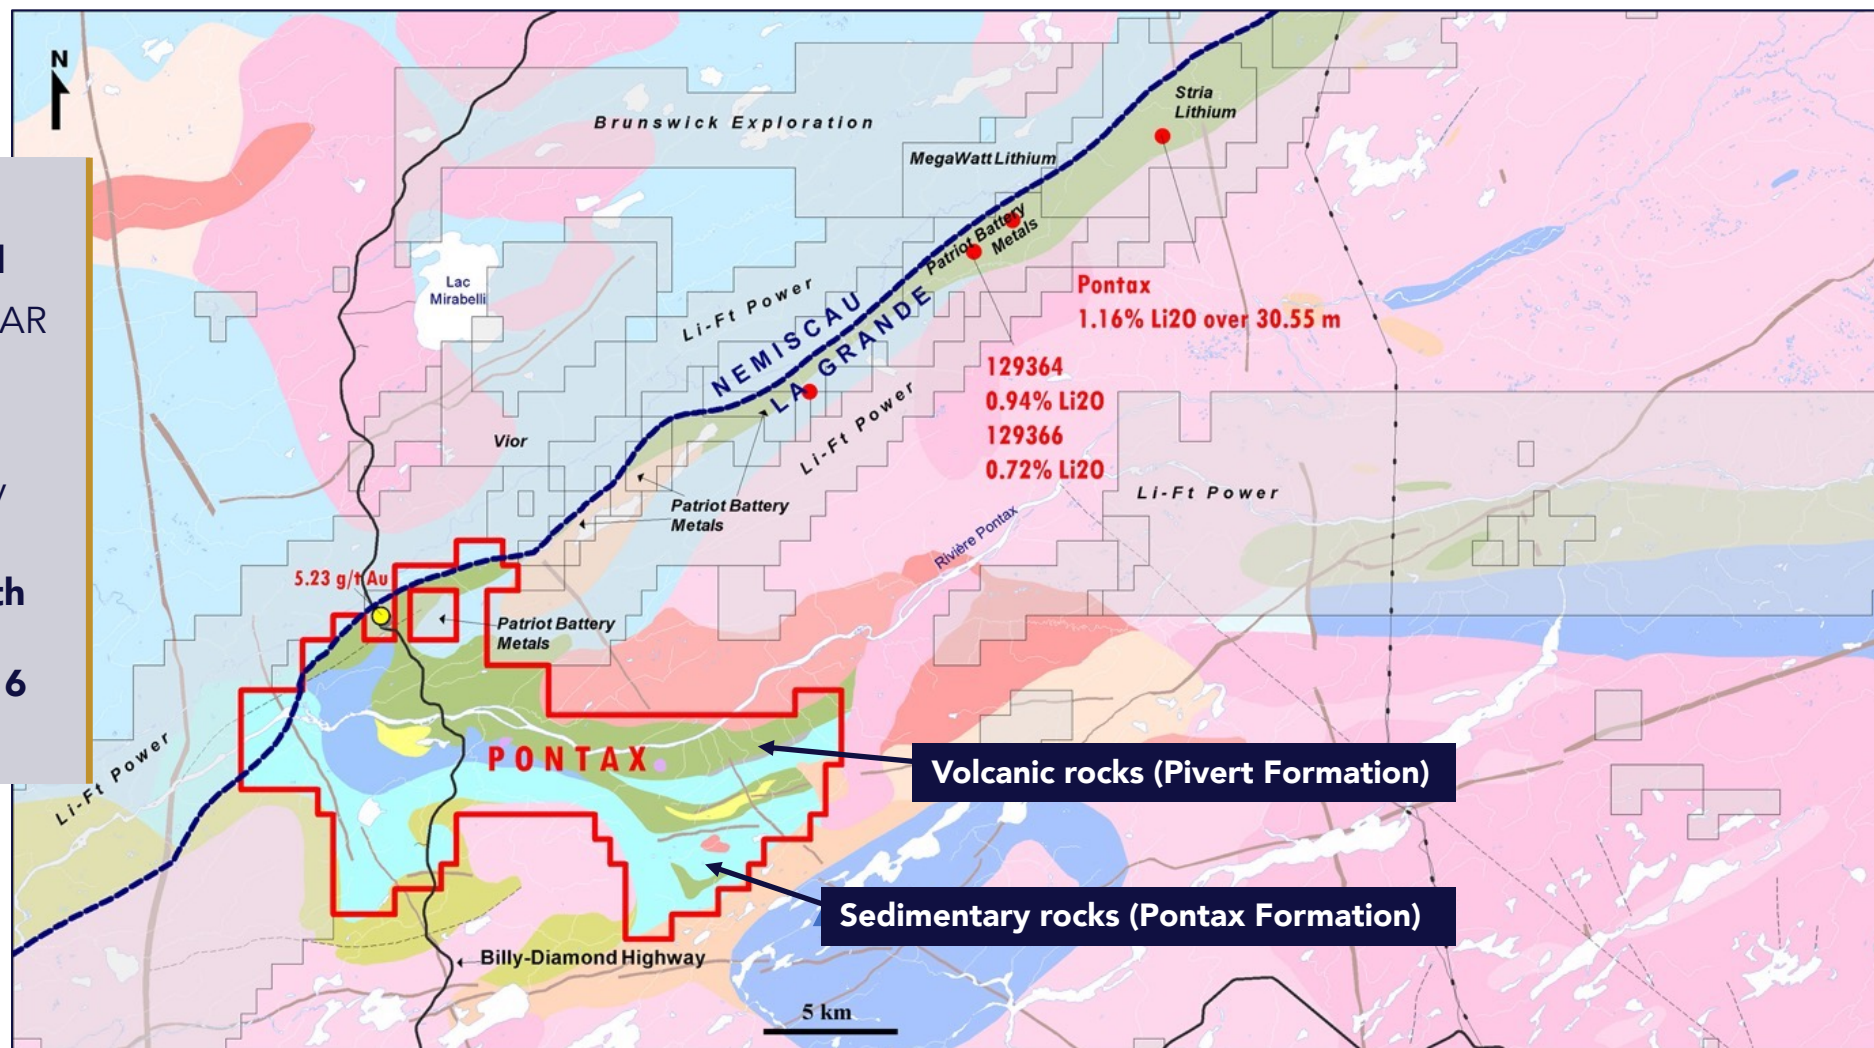 N
Brunswick Exploration
Stria
Lithium
MegaWatt Lithium
Patriot Battery
Metals
Lac
Mirabelli
Li-Ft Power
NEMISCAU
LA GRANDE
Pontax
1.16% Li2O over 30.55 m
129364
0.94% Li2O
129366
0.72% Li2O
Li-Ft Power
Vior
Li-Ft Power
Patriot Battery
Metals
Rivière Pontax
5.23 g/t Au
Patriot Battery
Metals
AR
th
6
Li-Ft Power
PONTAX
Volcanic rocks (Pivert Formation)
Sedimentary rocks (Pontax Formation)
Billy-Diamond Highway
5 km